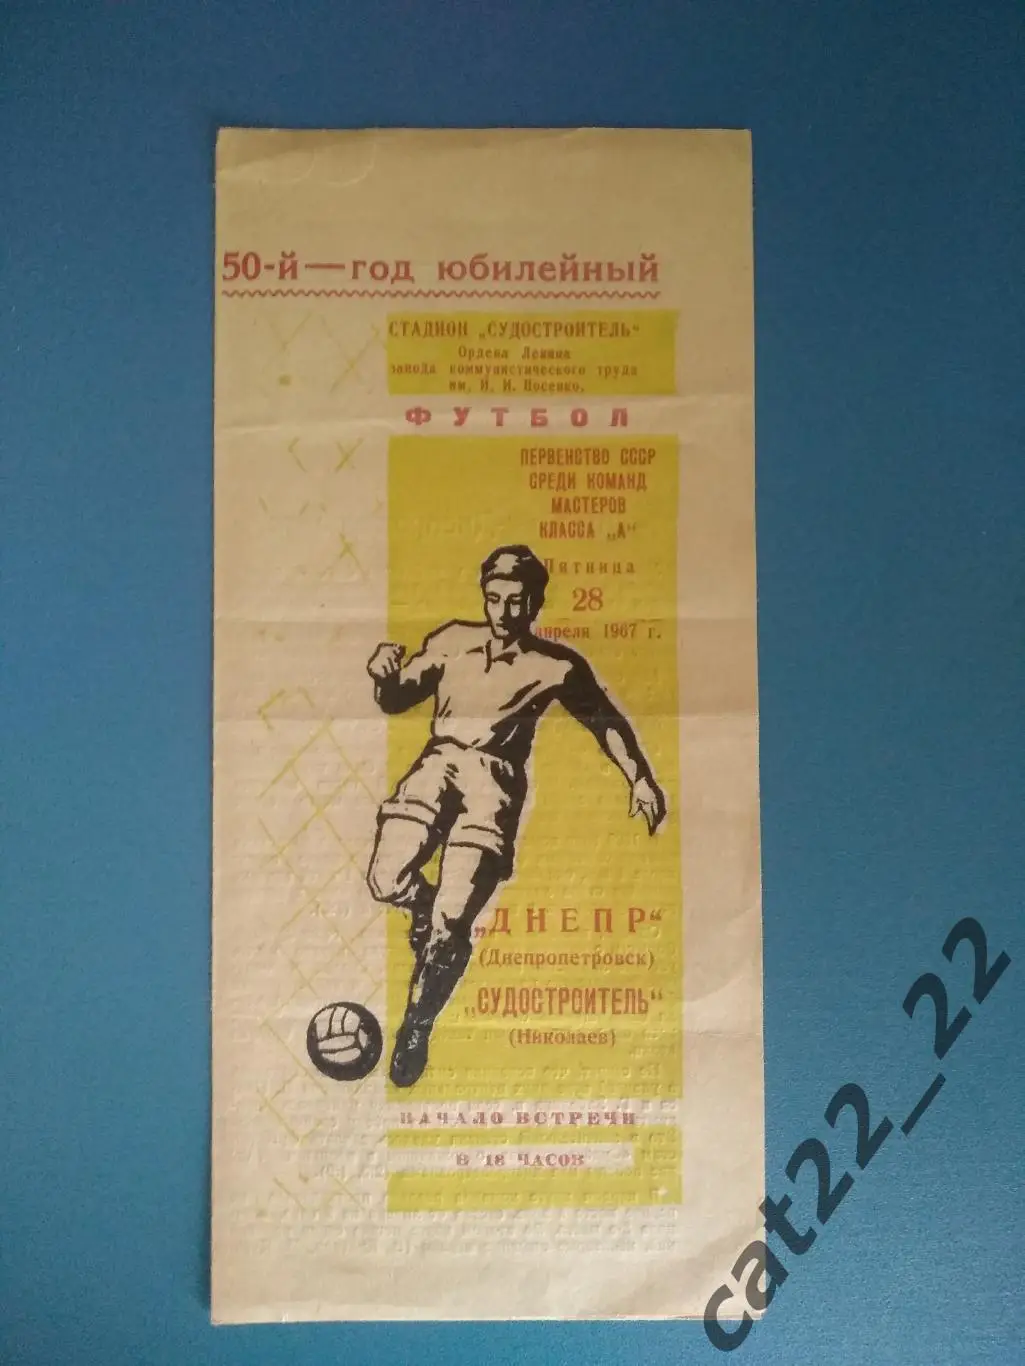 50-й — год юбилейный
СТАДИОН „СУДОСТРОИТЕЛЬ“
Ордена Ленина
завода коммунистического труда
им. И. И. Носенко.
ФУТБОЛ
ПЕРВЕНСТВО СССР
СРЕДИ КОМАНД
МАСТЕРОВ
КЛАССА „А“
Пятница
28
апреля 1967 г.
„ДНЕПР“
(Днепропетровск)
„СУДОСТРОИТЕЛЬ“
(Николаев)
НАЧАЛО ВСТРЕЧИ
В 18 ЧАСОВ
cat22_22